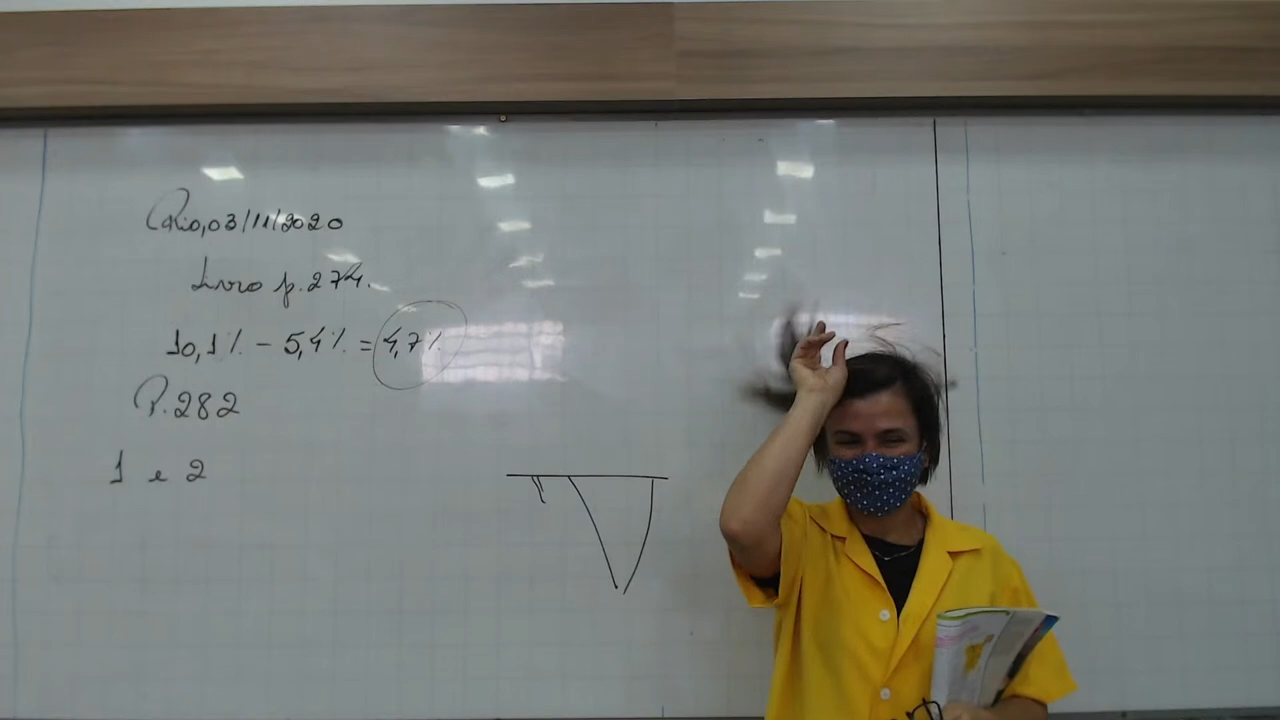 Rio, 03/11/2020
Livro p. 274.
10,1% - 5,4% = 4,7%
P. 282
1 e 2